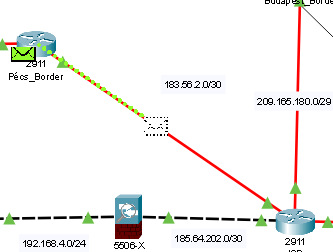 Budapest_Border
2911
Pécs_Border
183.56.2.0/30
209.165.180.0/29
2911
5506-X
192.168.4.0/24
185.64.202.0/30